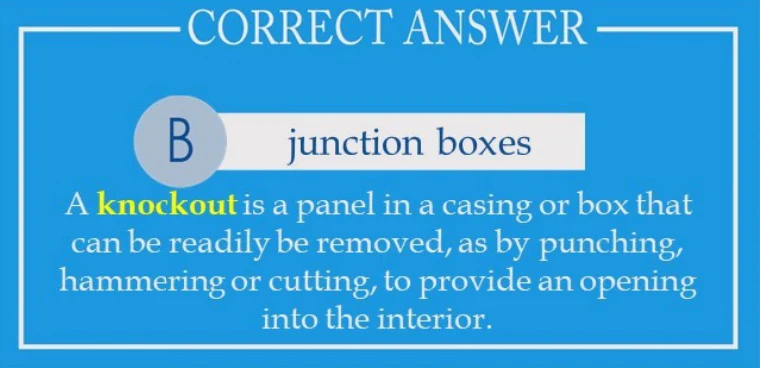 CORRECT ANSWER
B junction boxes
A knockout is a panel in a casing or box that
can be readily be removed, as by punching,
hammering or cutting, to provide an opening
into the interior.